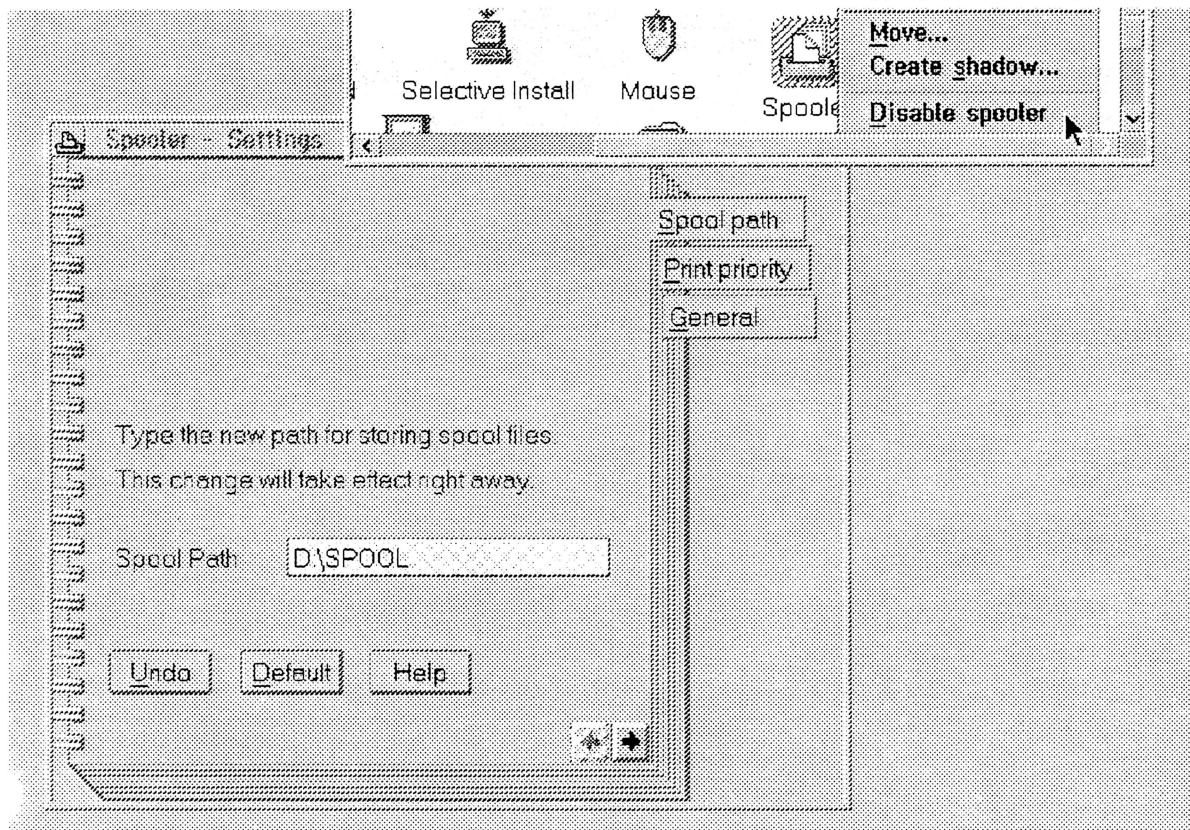 Move...
Create shadow...
Selective Install
Mouse
Spoole
Disable spooler
Spooler - Settings
Spool path
Print priority
General
Type the new path for storing spool files.
This change will take effect right away.
Spool Path
D:\SPOOL
Undo
Default
Help